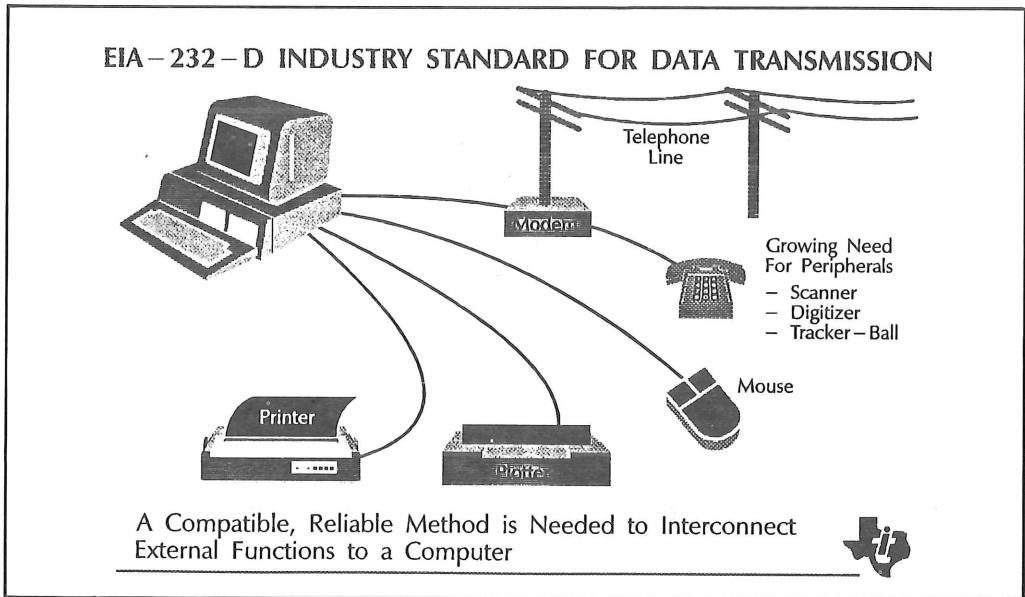 EIA – 232 – D INDUSTRY STANDARD FOR DATA TRANSMISSION
Telephone
Line
Modem
Growing Need
For Peripherals
– Scanner
– Digitizer
– Tracker – Ball
Mouse
Printer
Plotter
A Compatible, Reliable Method is Needed to Interconnect
External Functions to a Computer